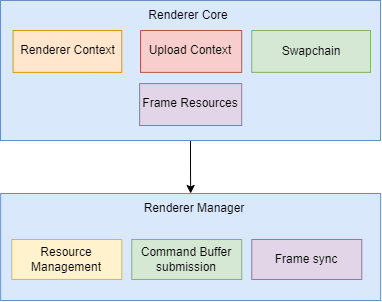 Renderer Core
Renderer Context
Upload Context
Swapchain
Frame Resources
Renderer Manager
Resource
Management
Command Buffer
submission
Frame sync